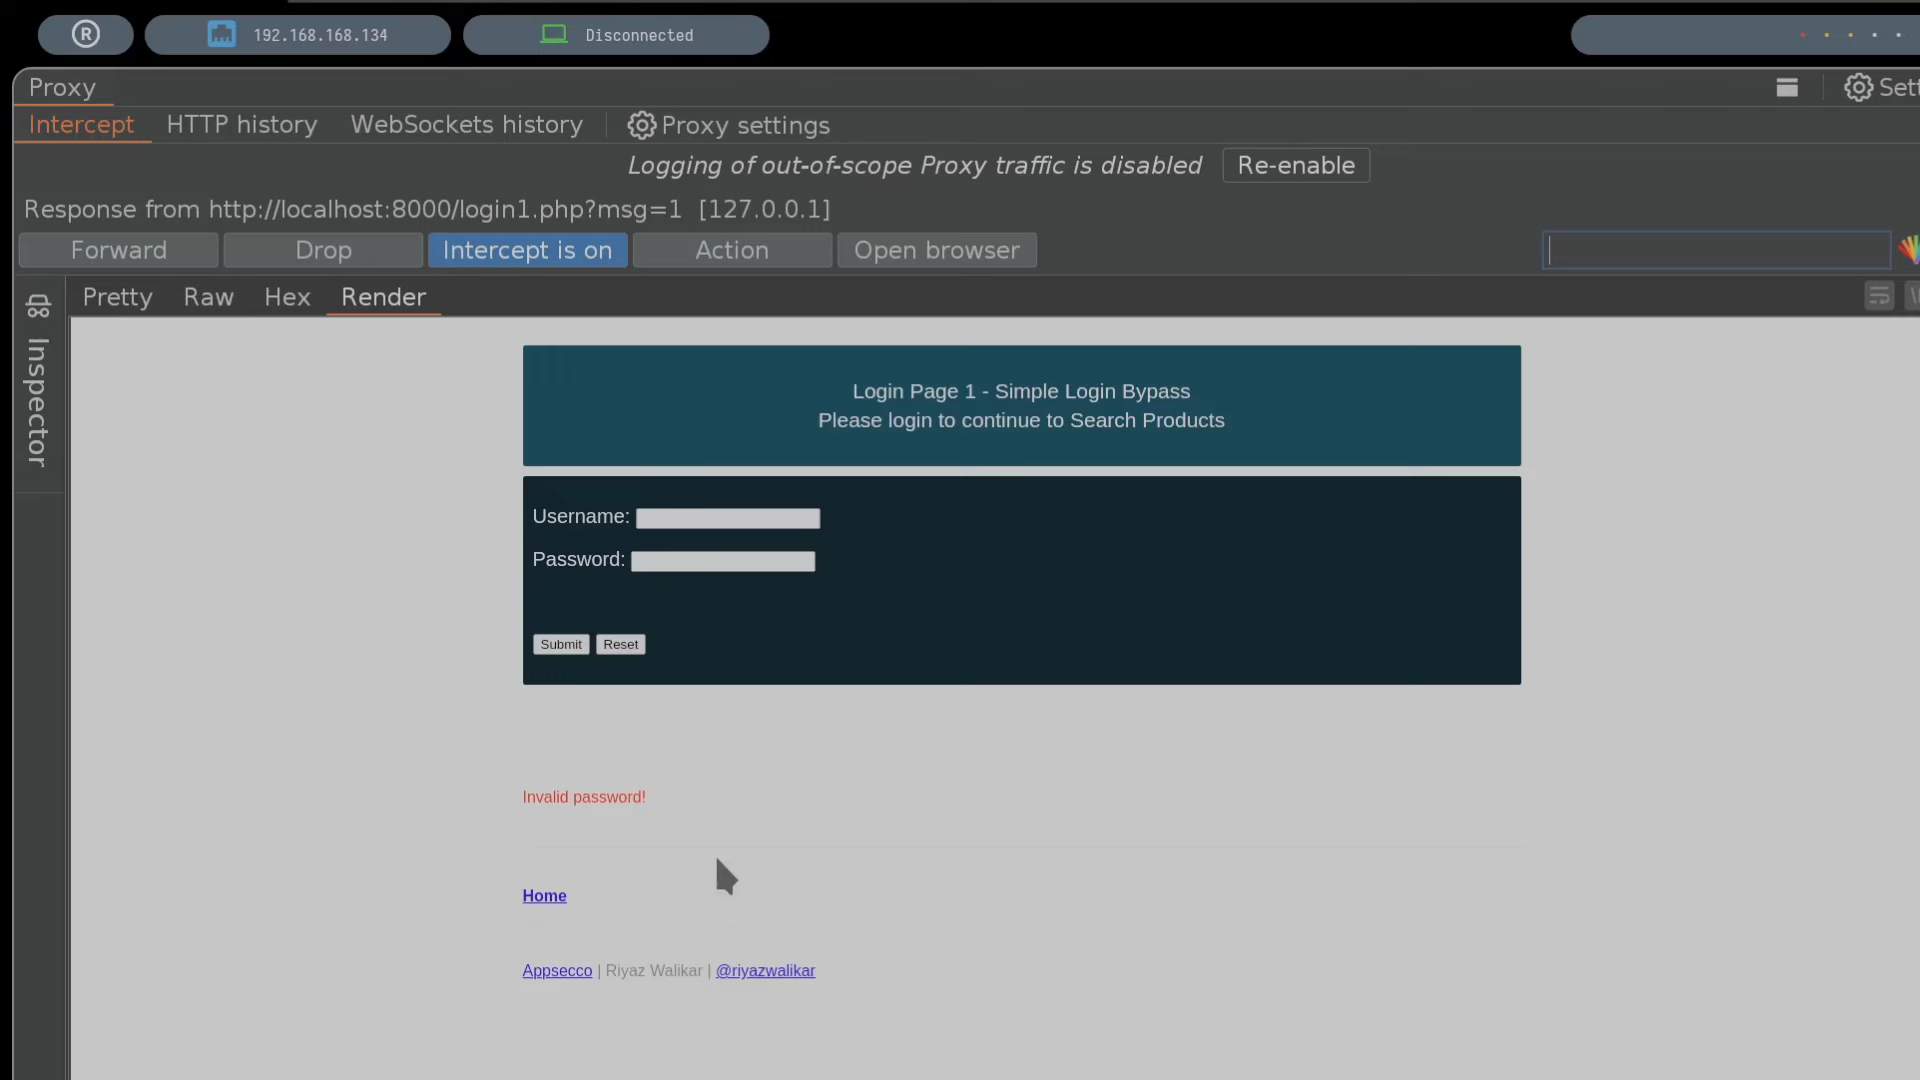 R
192.168.168.134
Disconnected
Proxy
Intercept HTTP history WebSockets history Proxy settings
Logging of out-of-scope Proxy traffic is disabled Re-enable
Response from http://localhost:8000/login1.php?msg=1 [127.0.0.1]
Forward Drop Intercept is on Action Open browser
Pretty Raw Hex Render
Inspector
Login Page 1 - Simple Login Bypass
Please login to continue to Search Products
Username:
Password:
Submit Reset
Invalid password!
Home
Appsecco | Riyaz Walikar | @riyazwalikar